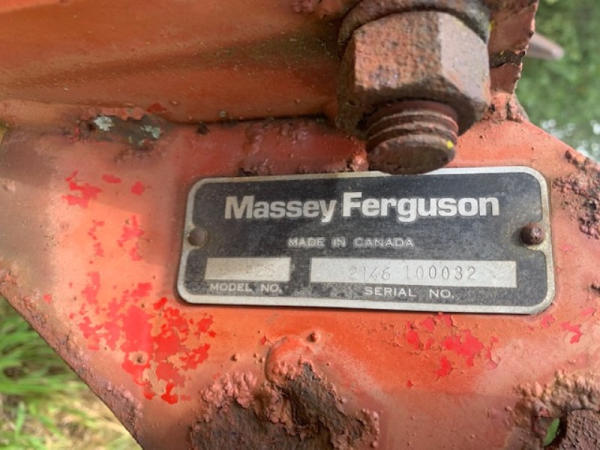 Massey Ferguson
MADE IN CANADA
2146 100032
MODEL NO. SERIAL NO.